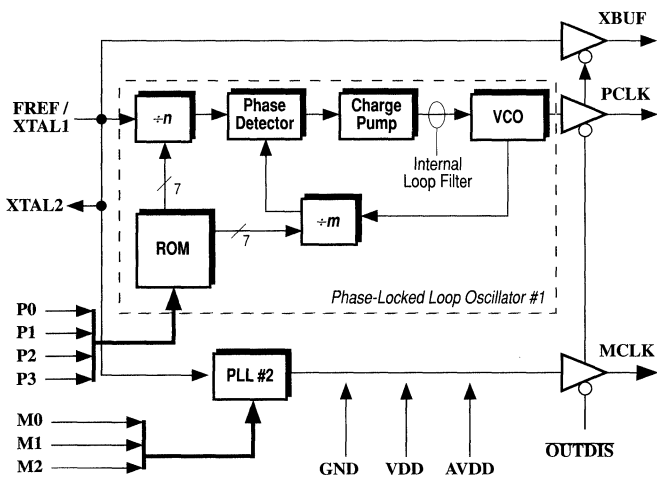 XBUF
FREF /
XTAL1
÷n
Phase
Detector
Charge
Pump
VCO
PCLK
Internal
Loop Filter
7
XTAL2
ROM
7
÷m
Phase-Locked Loop Oscillator #1
P0
P1
P2
P3
PLL #2
MCLK
M0
M1
M2
GND
VDD
AVDD
OUTDIS